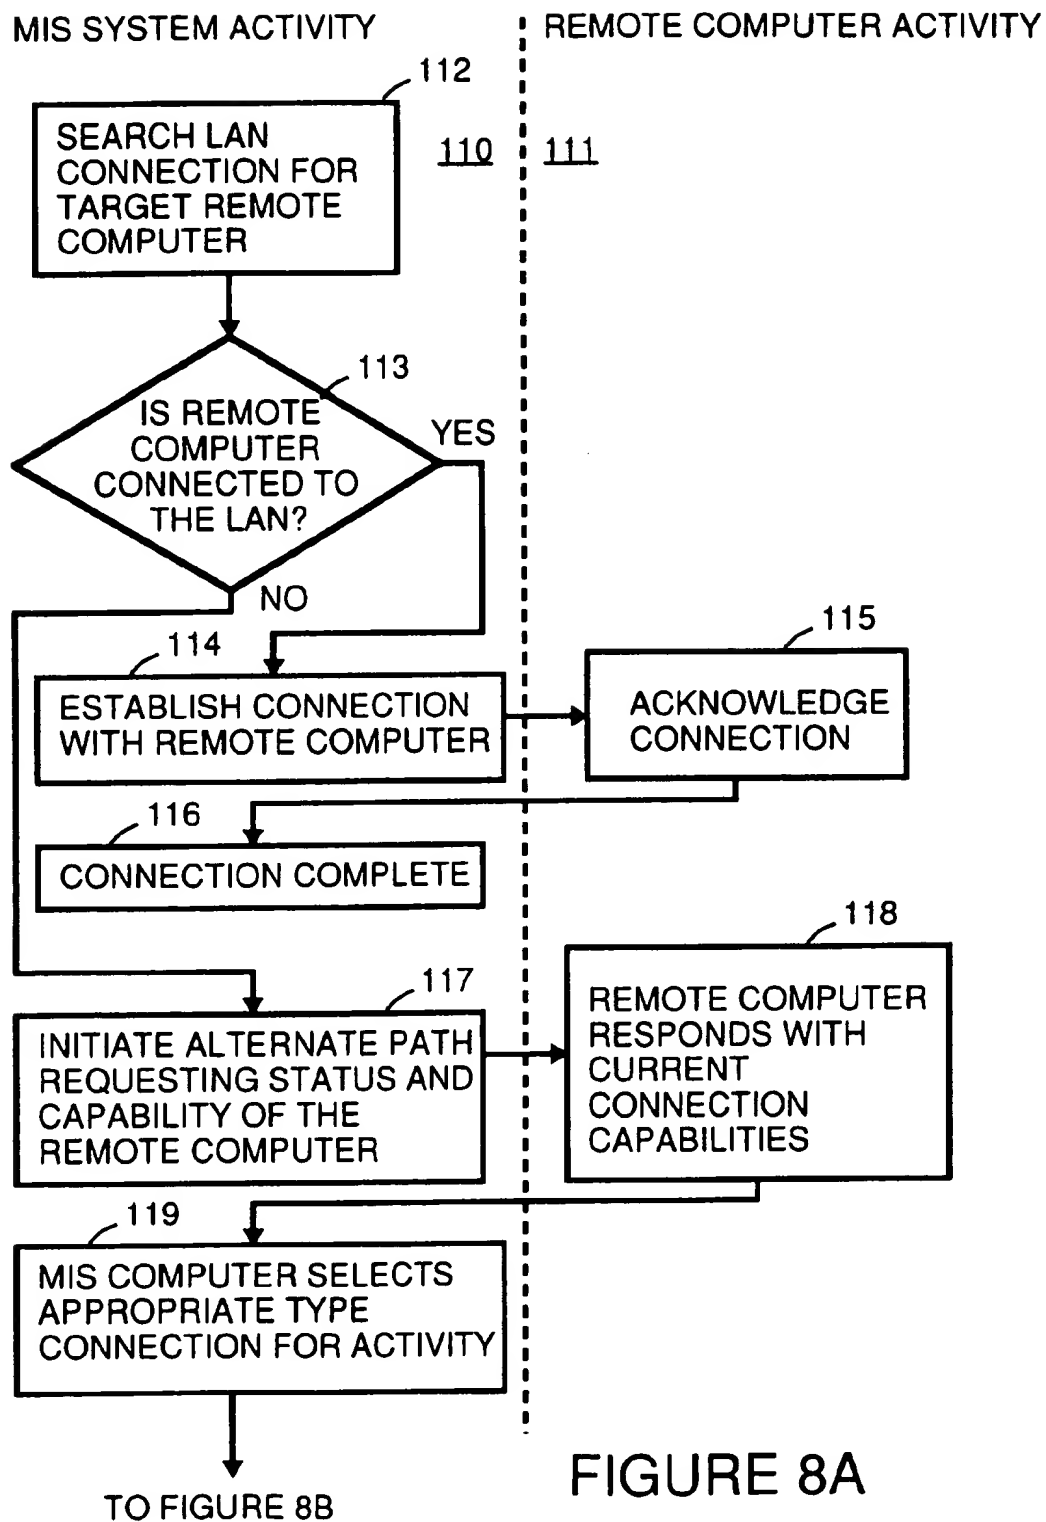 MIS SYSTEM ACTIVITY
REMOTE COMPUTER ACTIVITY
112
SEARCH LAN
CONNECTION FOR
TARGET REMOTE
COMPUTER
110
111
113
IS REMOTE
COMPUTER
CONNECTED TO
THE LAN?
YES
NO
114
ESTABLISH CONNECTION
WITH REMOTE COMPUTER
115
ACKNOWLEDGE
CONNECTION
116
CONNECTION COMPLETE
117
INITIATE ALTERNATE PATH
REQUESTING STATUS AND
CAPABILITY OF THE
REMOTE COMPUTER
118
REMOTE COMPUTER
RESPONDS WITH
CURRENT
CONNECTION
CAPABILITIES
119
MIS COMPUTER SELECTS
APPROPRIATE TYPE
CONNECTION FOR ACTIVITY
TO FIGURE 8B
FIGURE 8A